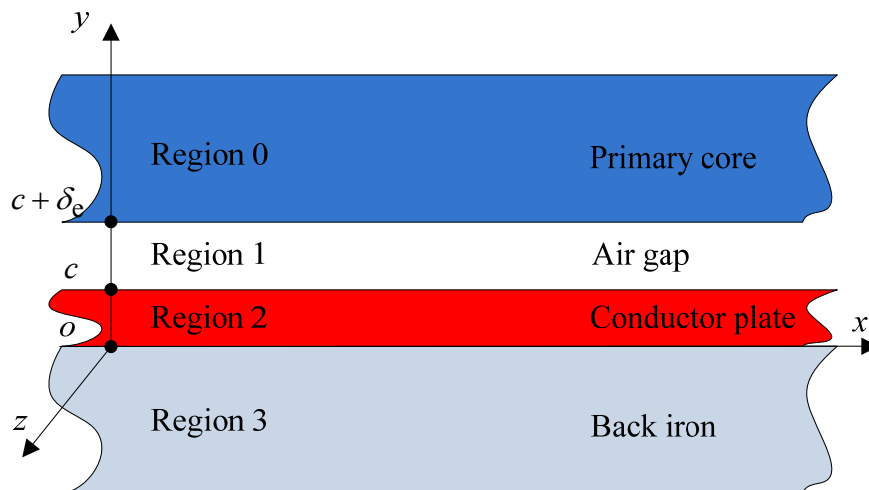 y
Region 0 Primary core
c + δe
Region 1 Air gap
c
Region 2 Conductor plate
o x
z Region 3 Back iron